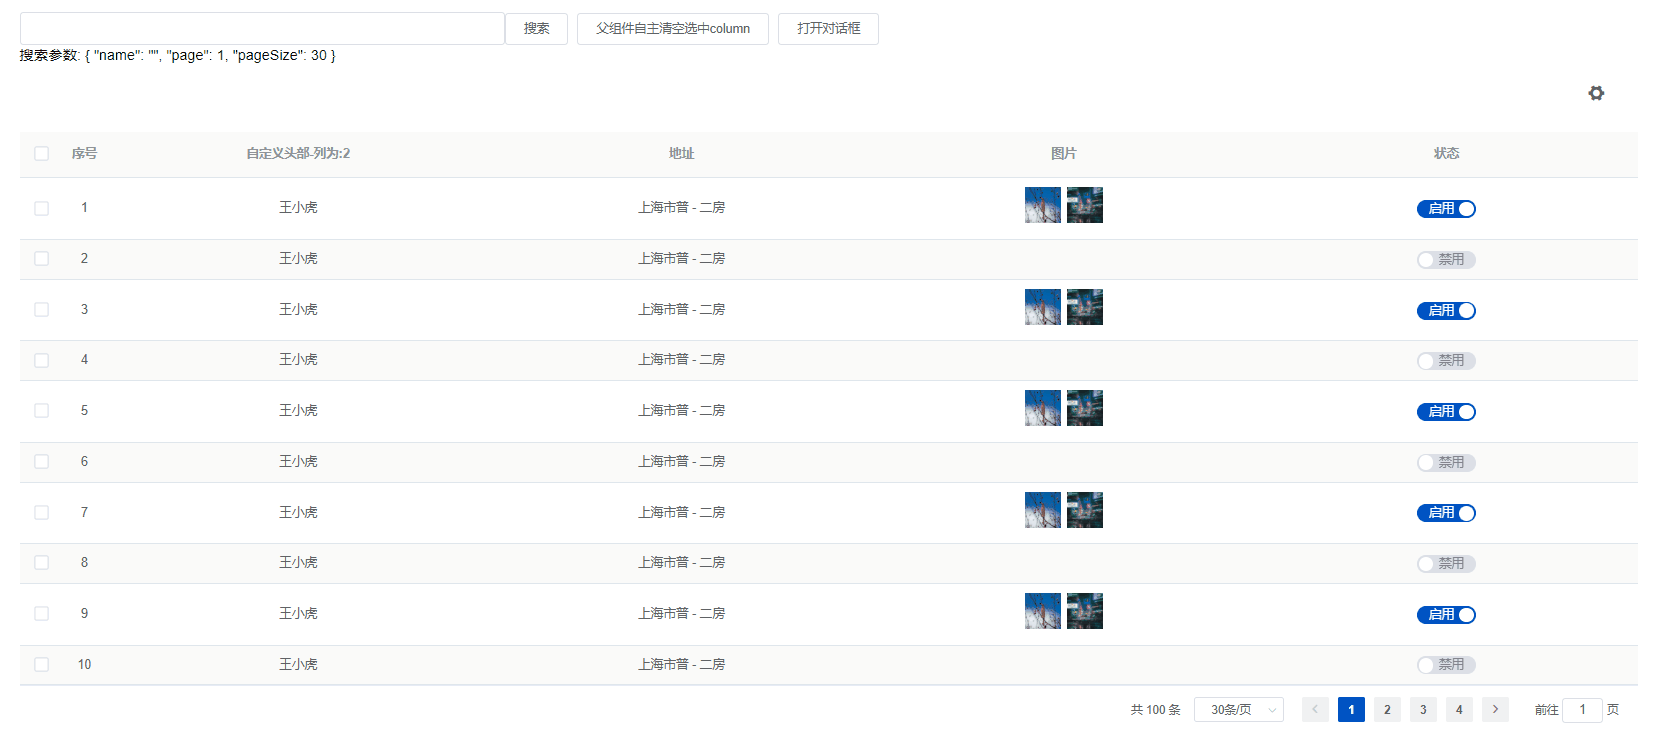 搜索 父组件自主清空选中column 打开对话框
搜索参数: { "name": "", "page": 1, "pageSize": 30 }
序号 自定义头部-列为:2 地址 图片 状态
1 王小虎 上海市普 - 二房 启用
2 王小虎 上海市普 - 二房 禁用
3 王小虎 上海市普 - 二房 启用
4 王小虎 上海市普 - 二房 禁用
5 王小虎 上海市普 - 二房 启用
6 王小虎 上海市普 - 二房 禁用
7 王小虎 上海市普 - 二房 启用
8 王小虎 上海市普 - 二房 禁用
9 王小虎 上海市普 - 二房 启用
10 王小虎 上海市普 - 二房 禁用
共 100 条 30条/页 1 2 3 4 前往 1 页